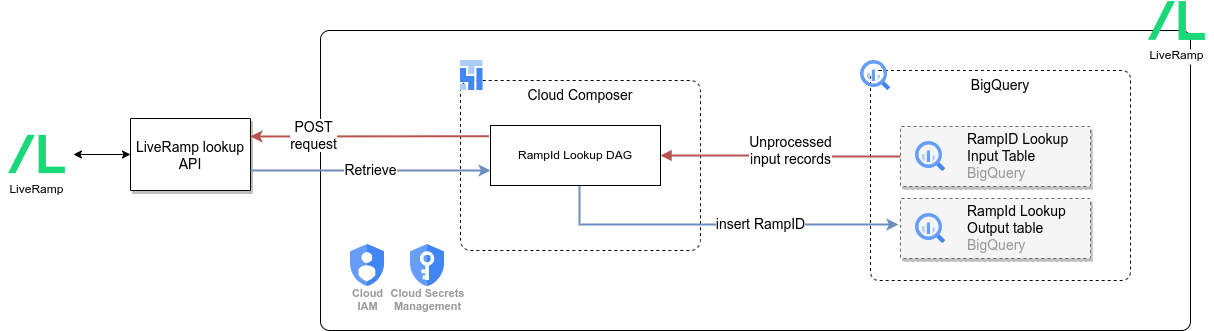 LiveRamp
Cloud Composer
BigQuery
POST
request
Unprocessed
input records
RampID Lookup
Input Table
BigQuery
LiveRamp lookup
API
RampId Lookup DAG
Retrieve
LiveRamp
insert RampID
RampId Lookup
Output table
BigQuery
Cloud
IAM
Cloud Secrets
Management